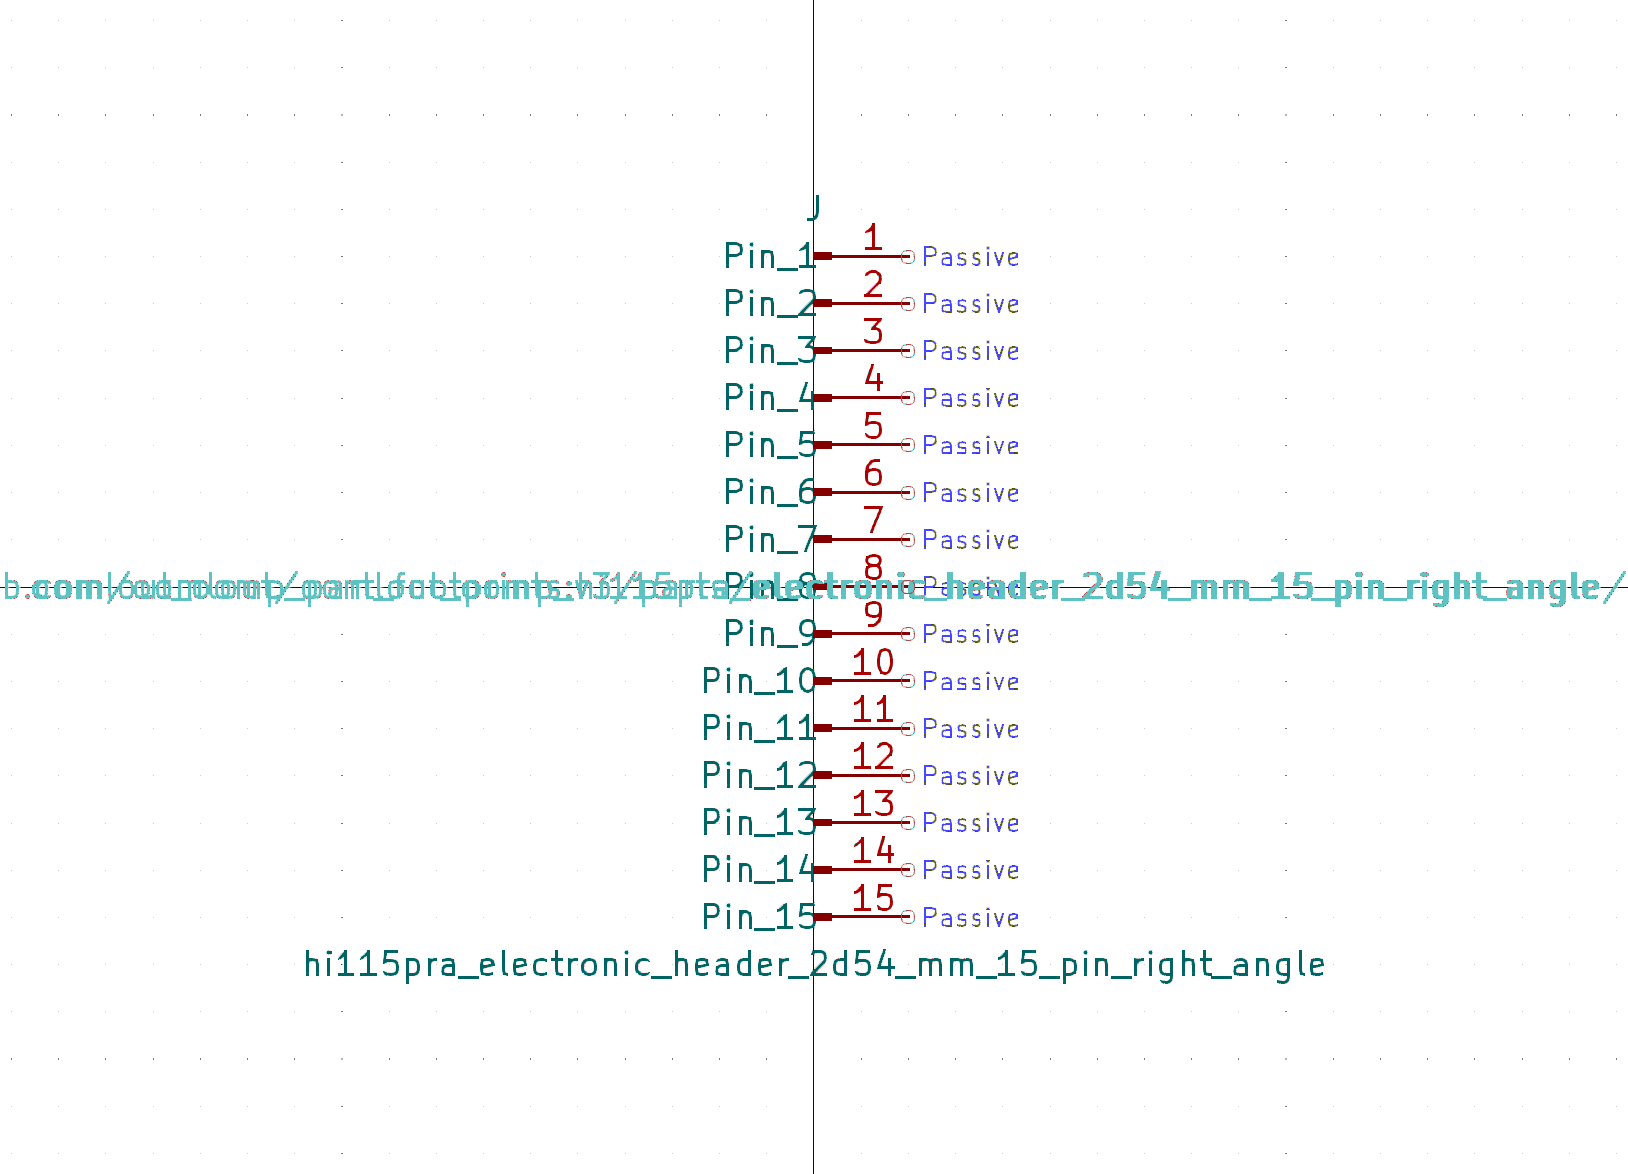 J
Pin_1 1 Passive
Pin_2 2 Passive
Pin_3 3 Passive
Pin_4 4 Passive
Pin_5 5 Passive
Pin_6 6 Passive
Pin_7 7 Passive
Pin_8 8 Passive
electronic_header_2d54_mm_15_pin_right_angle/
Pin_9 9 Passive
Pin_10 10 Passive
Pin_11 11 Passive
Pin_12 12 Passive
Pin_13 13 Passive
Pin_14 14 Passive
Pin_15 15 Passive
hi115pra_electronic_header_2d54_mm_15_pin_right_angle